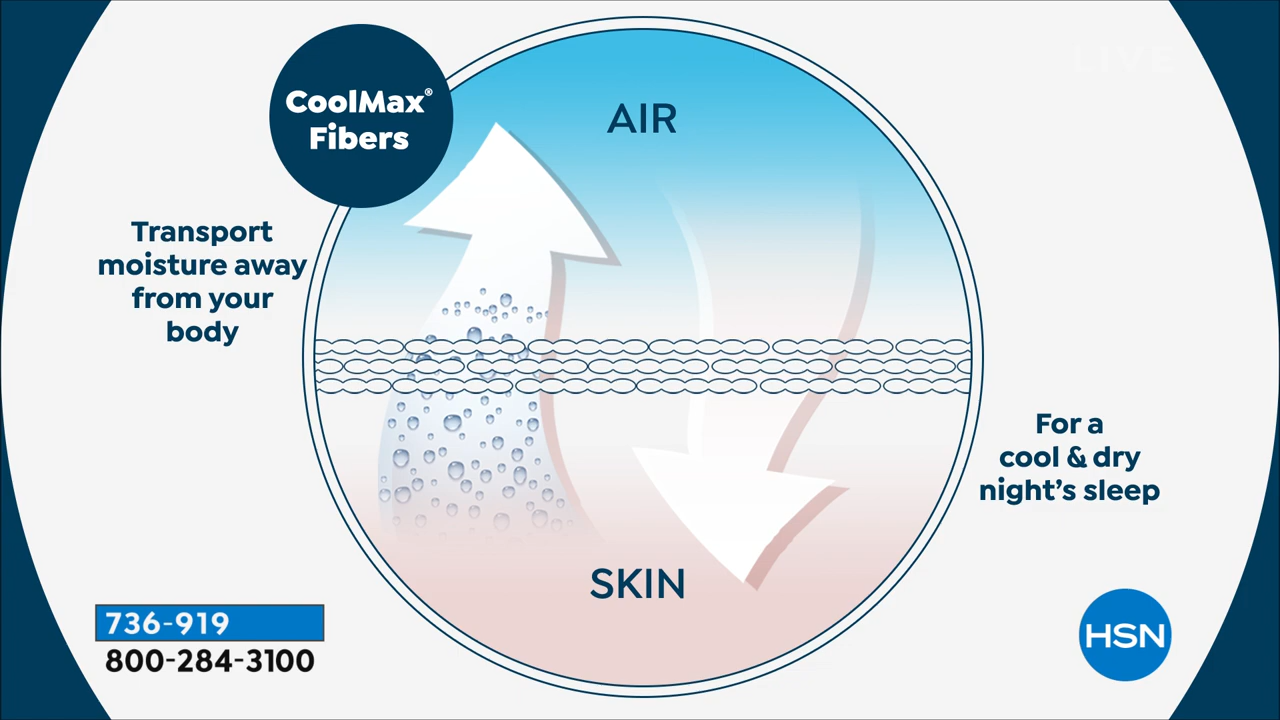 LIVE
CoolMax®
Fibers
AIR
Transport
moisture away
from your
body
For a
cool & dry
night's sleep
SKIN
736-919
800-284-3100
HSN